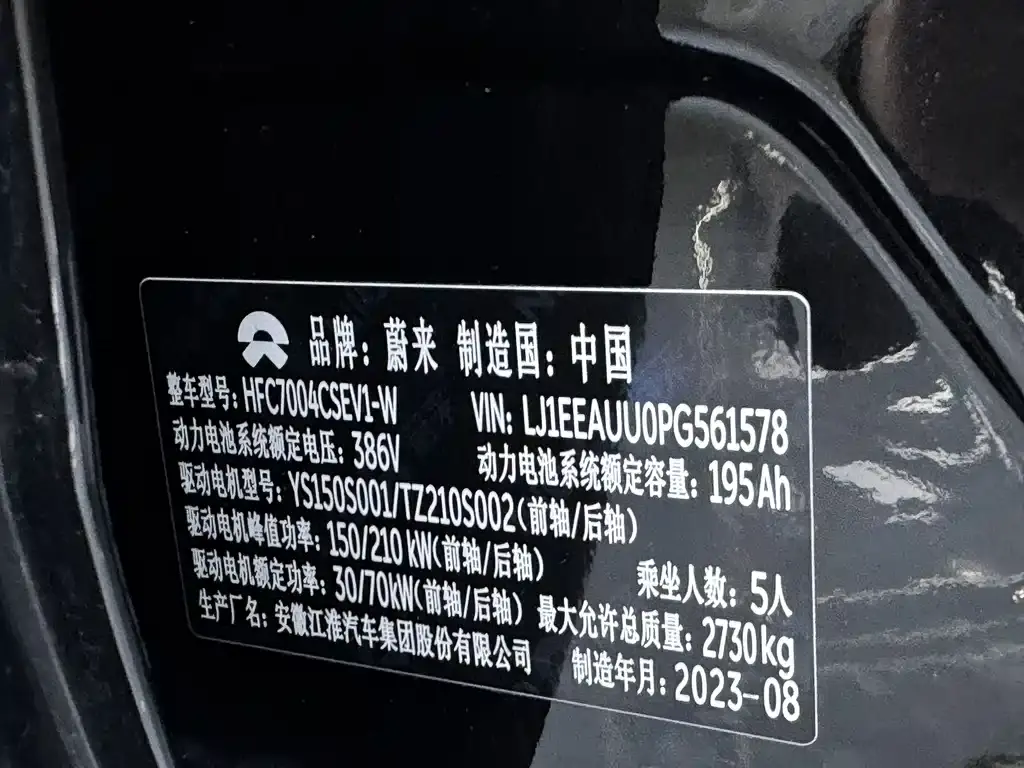 品牌：蔚来 制造国：中国
整车型号：HFC7004CSEV1-W VIN：LJ1EEAUU0PG561578
动力电池系统额定电压：386V 动力电池系统额定容量：195Ah
驱动电机型号：YS150S001/TZ210S002(前轴/后轴)
驱动电机峰值功率：150/210 kW(前轴/后轴) 乘坐人数：5人
驱动电机额定功率：30/70kW(前轴/后轴) 最大允许总质量：2730kg
生产厂名：安徽江淮汽车集团股份有限公司 制造年月：2023-08